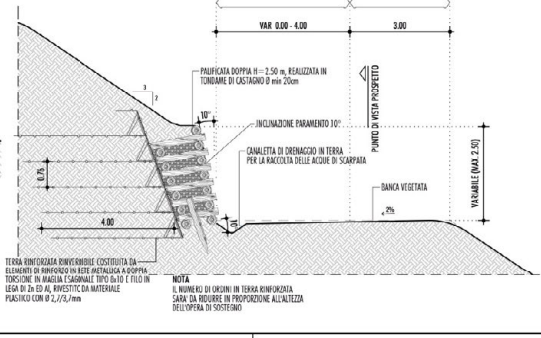 VAR 0.00 - 4.00
3.00
PALIFICATA DOPPIA H=2.50 m, REALIZZATA IN
TONDAME DI CASTAGNO Ø min 20cm
3
2
10°
INCLINAZIONE PARAMENTO 10°
PUNTO DI VISTA PROSPETTO
CANALETTA DI DRENAGGIO IN TERRA
PER LA RACCOLTA DELLE ACQUE DI SCARPATA
VARIABILE (MAX. 2.50)
0.76
BANCA VEGETATA
2%
4.00
10
TERRA RINFORZATA RINVERDIBILE COSTITUITA DA
ELEMENTI DI RINFORZO IN RETE METALLICA A DOPPIA
TORSIONE IN MAGLIA ESAGONALE TIPO 8x10 E FILO IN
LEGA DI Zn ED Al, RIVESTITO DA MATERIALE
PLASTICO CON Ø 2,7/3,7mm
NOTA
IL NUMERO DI ORDINI IN TERRA RINFORZATA
SARA' DA RIDURRE IN PROPORZIONE ALL'ALTEZZA
DELL'OPERA DI SOSTEGNO